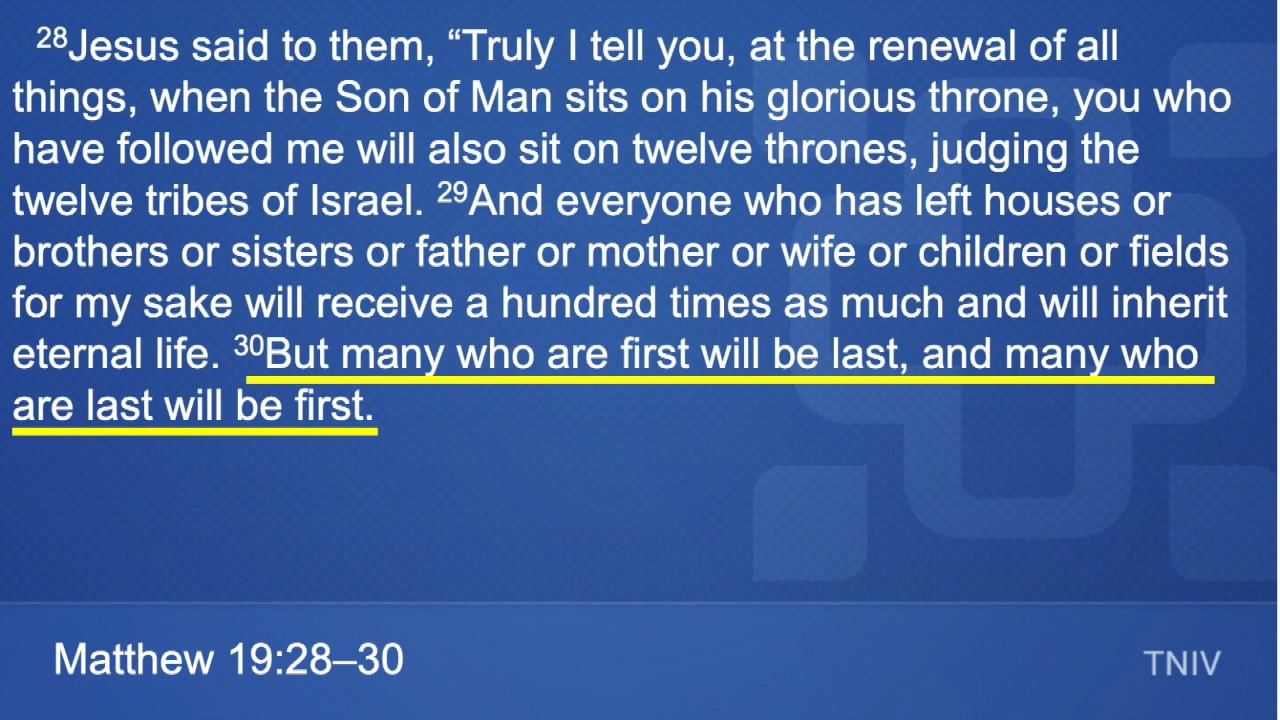 28Jesus said to them, “Truly I tell you, at the renewal of all
things, when the Son of Man sits on his glorious throne, you who
have followed me will also sit on twelve thrones, judging the
twelve tribes of Israel. 29And everyone who has left houses or
brothers or sisters or father or mother or wife or children or fields
for my sake will receive a hundred times as much and will inherit
eternal life. 30But many who are first will be last, and many who
are last will be first.
Matthew 19:28–30
TNIV